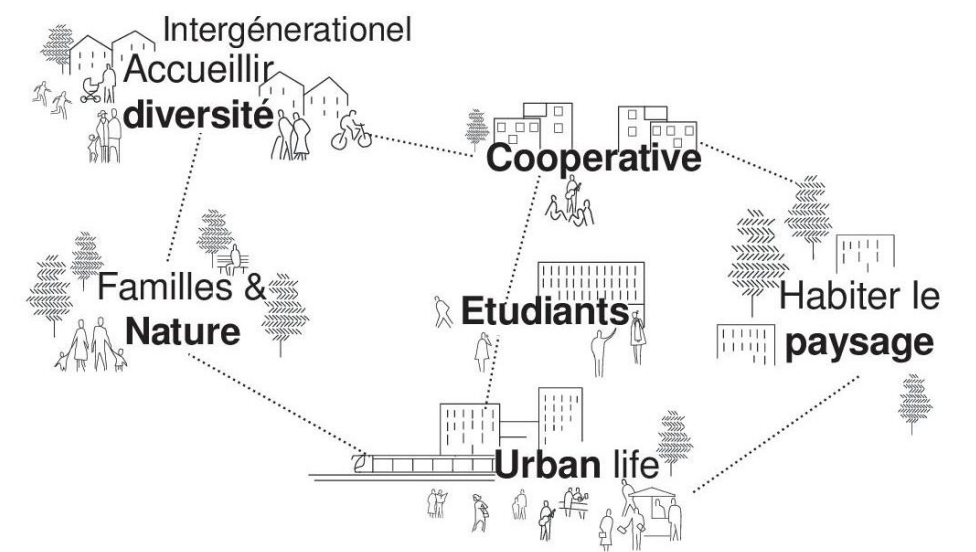 Intergénerationel
Accueillir
diversité
Cooperative
Familles &
Nature
Etudiants
Habiter le
paysage
Urban life